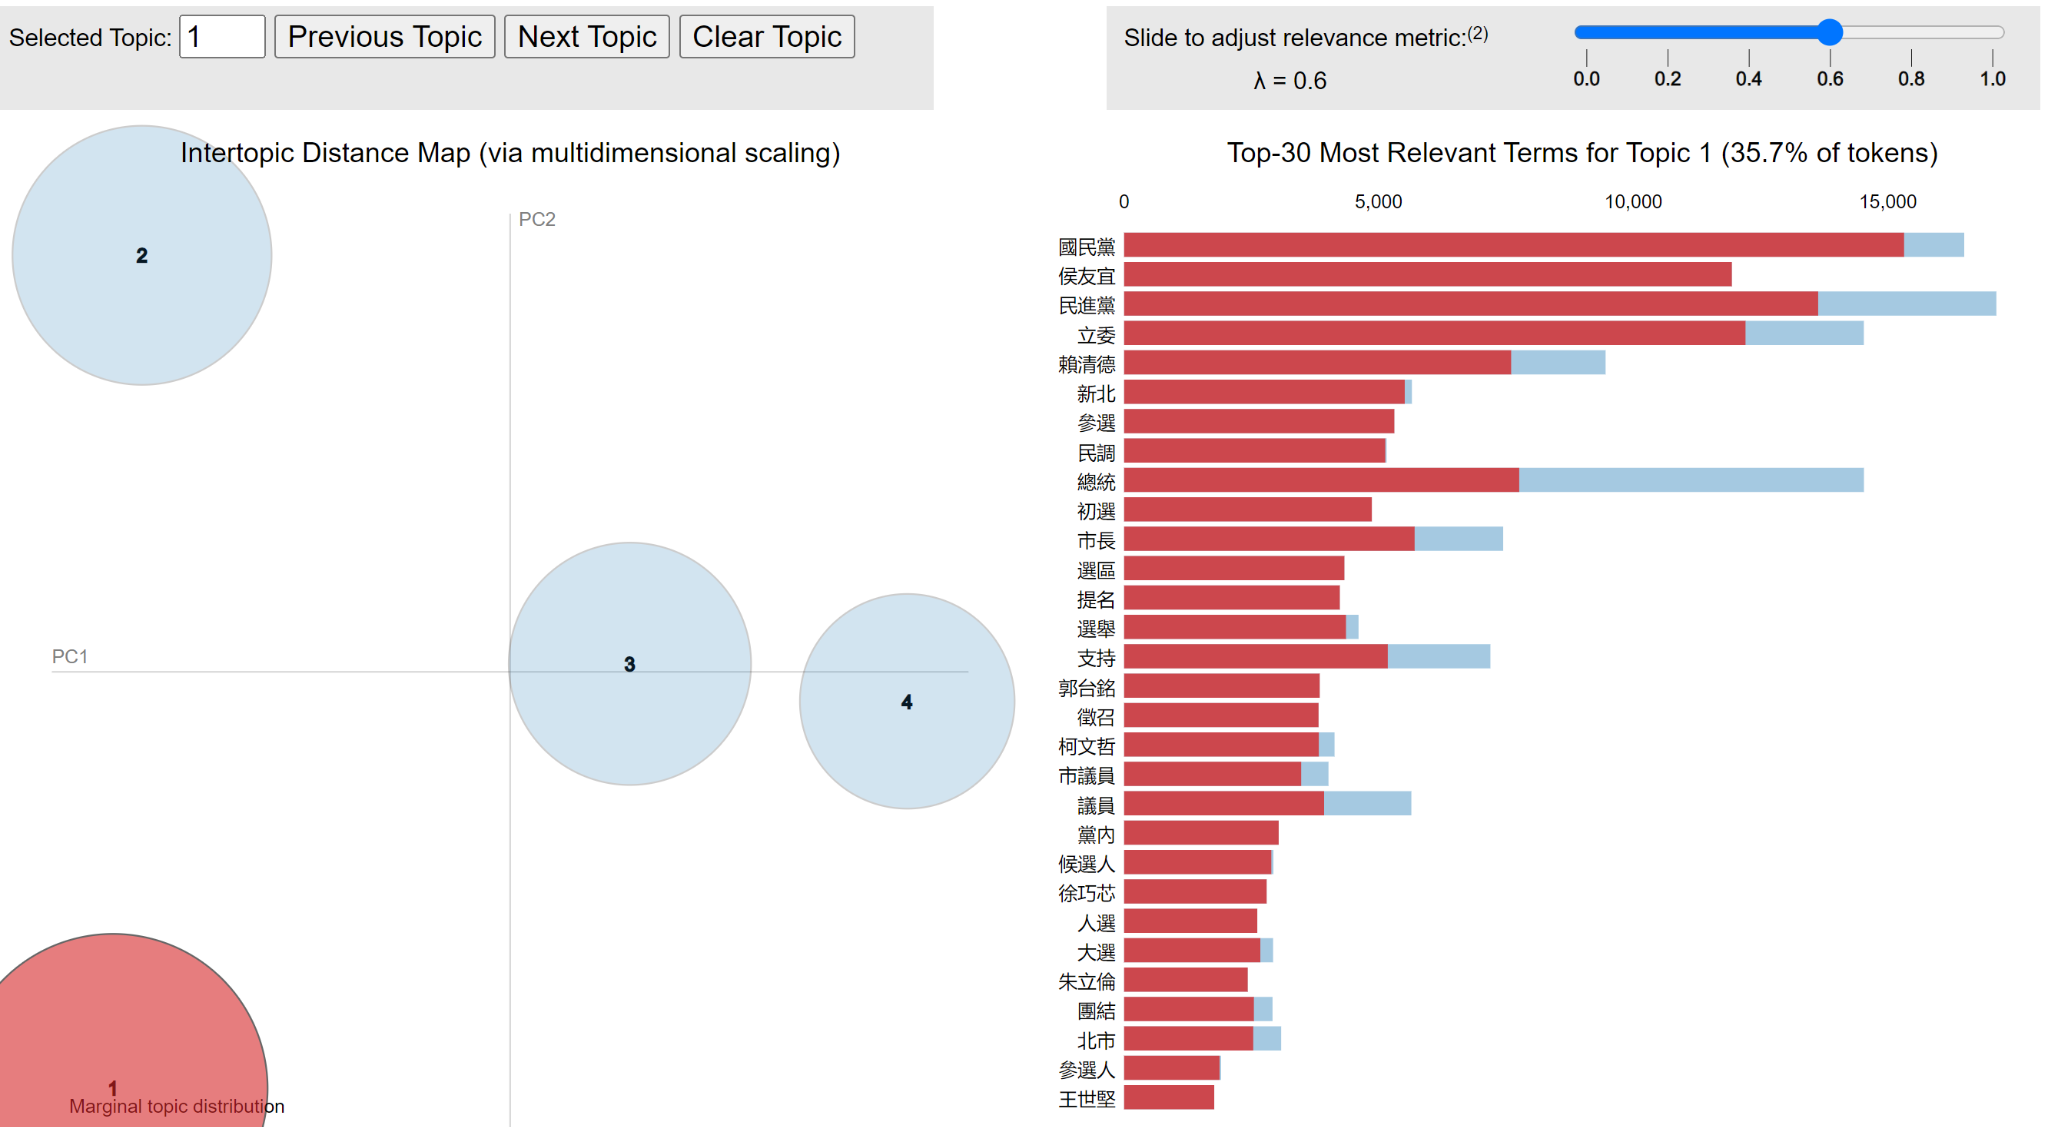 Selected Topic: 1 Previous Topic Next Topic Clear Topic
Slide to adjust relevance metric:(2)
λ = 0.6
0.0 0.2 0.4 0.6 0.8 1.0
Intertopic Distance Map (via multidimensional scaling)
PC2
PC1
2
3
4
1
Marginal topic distribution
Top-30 Most Relevant Terms for Topic 1 (35.7% of tokens)
0 5,000 10,000 15,000
國民黨
侯友宜
民進黨
立委
賴清德
新北
參選
民調
總統
初選
市長
選區
提名
選舉
支持
郭台銘
徵召
柯文哲
市議員
議員
黨內
候選人
徐巧芯
人選
大選
朱立倫
團結
北市
參選人
王世堅